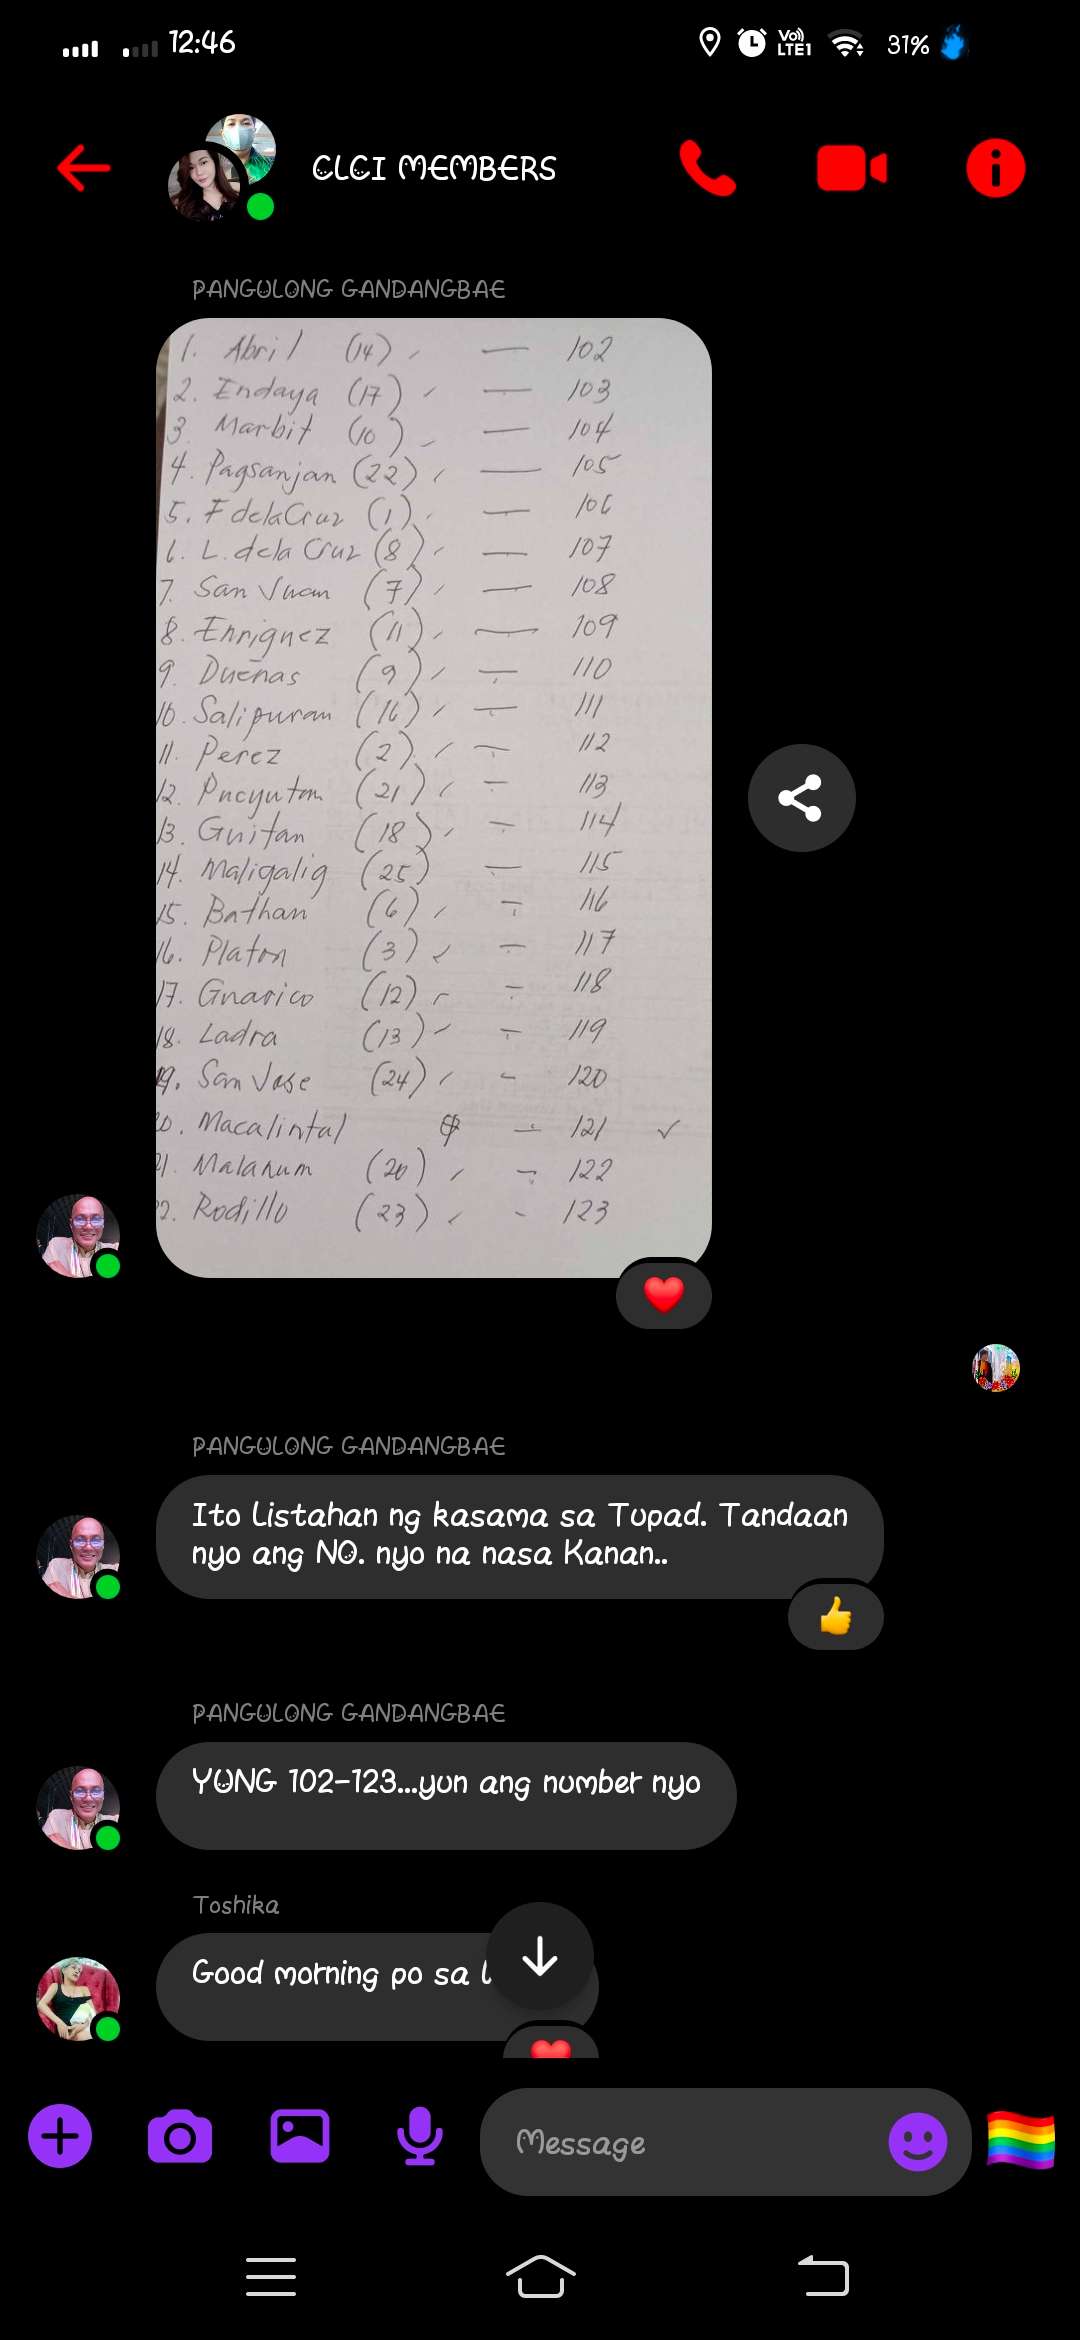 12:46
Vo))
LTE1
31%
CLCI MEMBERS
PANGULONG GANDANGBAE
1. Abril (14) — 102
2. Endaya (17) — 103
3. Marbit (10) — 104
4. Pagsanjan (22) — 105
5. F delaCruz (1) — 106
6. L. dela Cruz (8) — 107
7. San Juan (7) — 108
8. Enriquez (11) — 109
9. Dueñas (9) — 110
10. Salipuran (16) — 111
11. Perez (2) — 112
12. Pucyutan (21) — 113
13. Guitan (18) — 114
14. Maligalig (25) — 115
15. Bathan (6) — 116
16. Platon (3) — 117
17. Guarico (12) — 118
18. Ladra (13) — 119
19. San Jose (24) - 120
20. Macalintal — 121 ✓
21. Malanum (20) - 122
22. Rodillo (23) - 123
PANGULONG GANDANGBAE
Ito Listahan ng kasama sa Tupad. Tandaan
nyo ang NO. nyo na nasa Kanan..
PANGULONG GANDANGBAE
YUNG 102-123...yun ang number nyo
Toshika
Good morning po sa l
Message